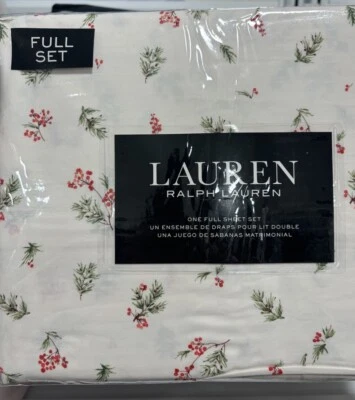 FULL
SET
LAUREN
RALPH LAUREN
ONE FULL SHEET SET
UN ENSEMBLE DE DRAPS POUR LIT DOUBLE
UNA JUEGO DE SABANAS MATRIMONIAL